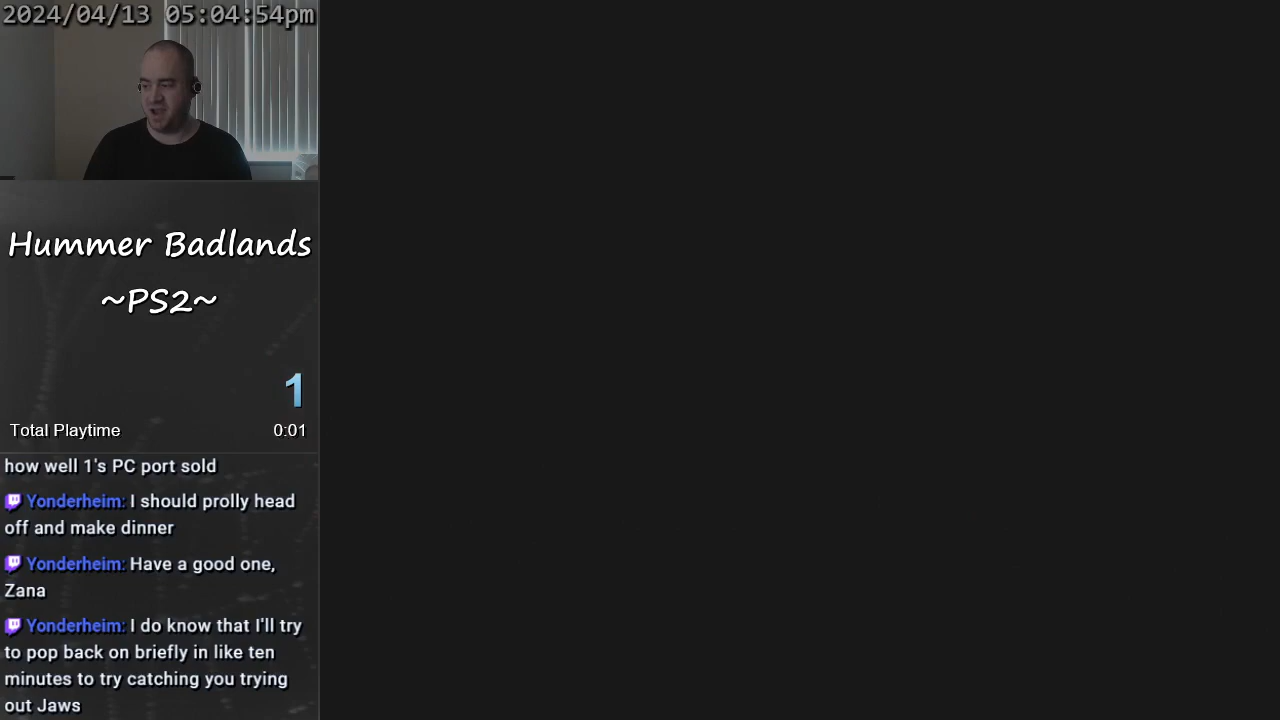 2024/04/13 05:04:54pm
Hummer Badlands
~PS2~
1
Total Playtime 0:01
how well 1's PC port sold
Yonderheim: I should prolly head
off and make dinner
Yonderheim: Have a good one,
Zana
Yonderheim: I do know that I'll try
to pop back on briefly in like ten
minutes to try catching you trying
out Jaws